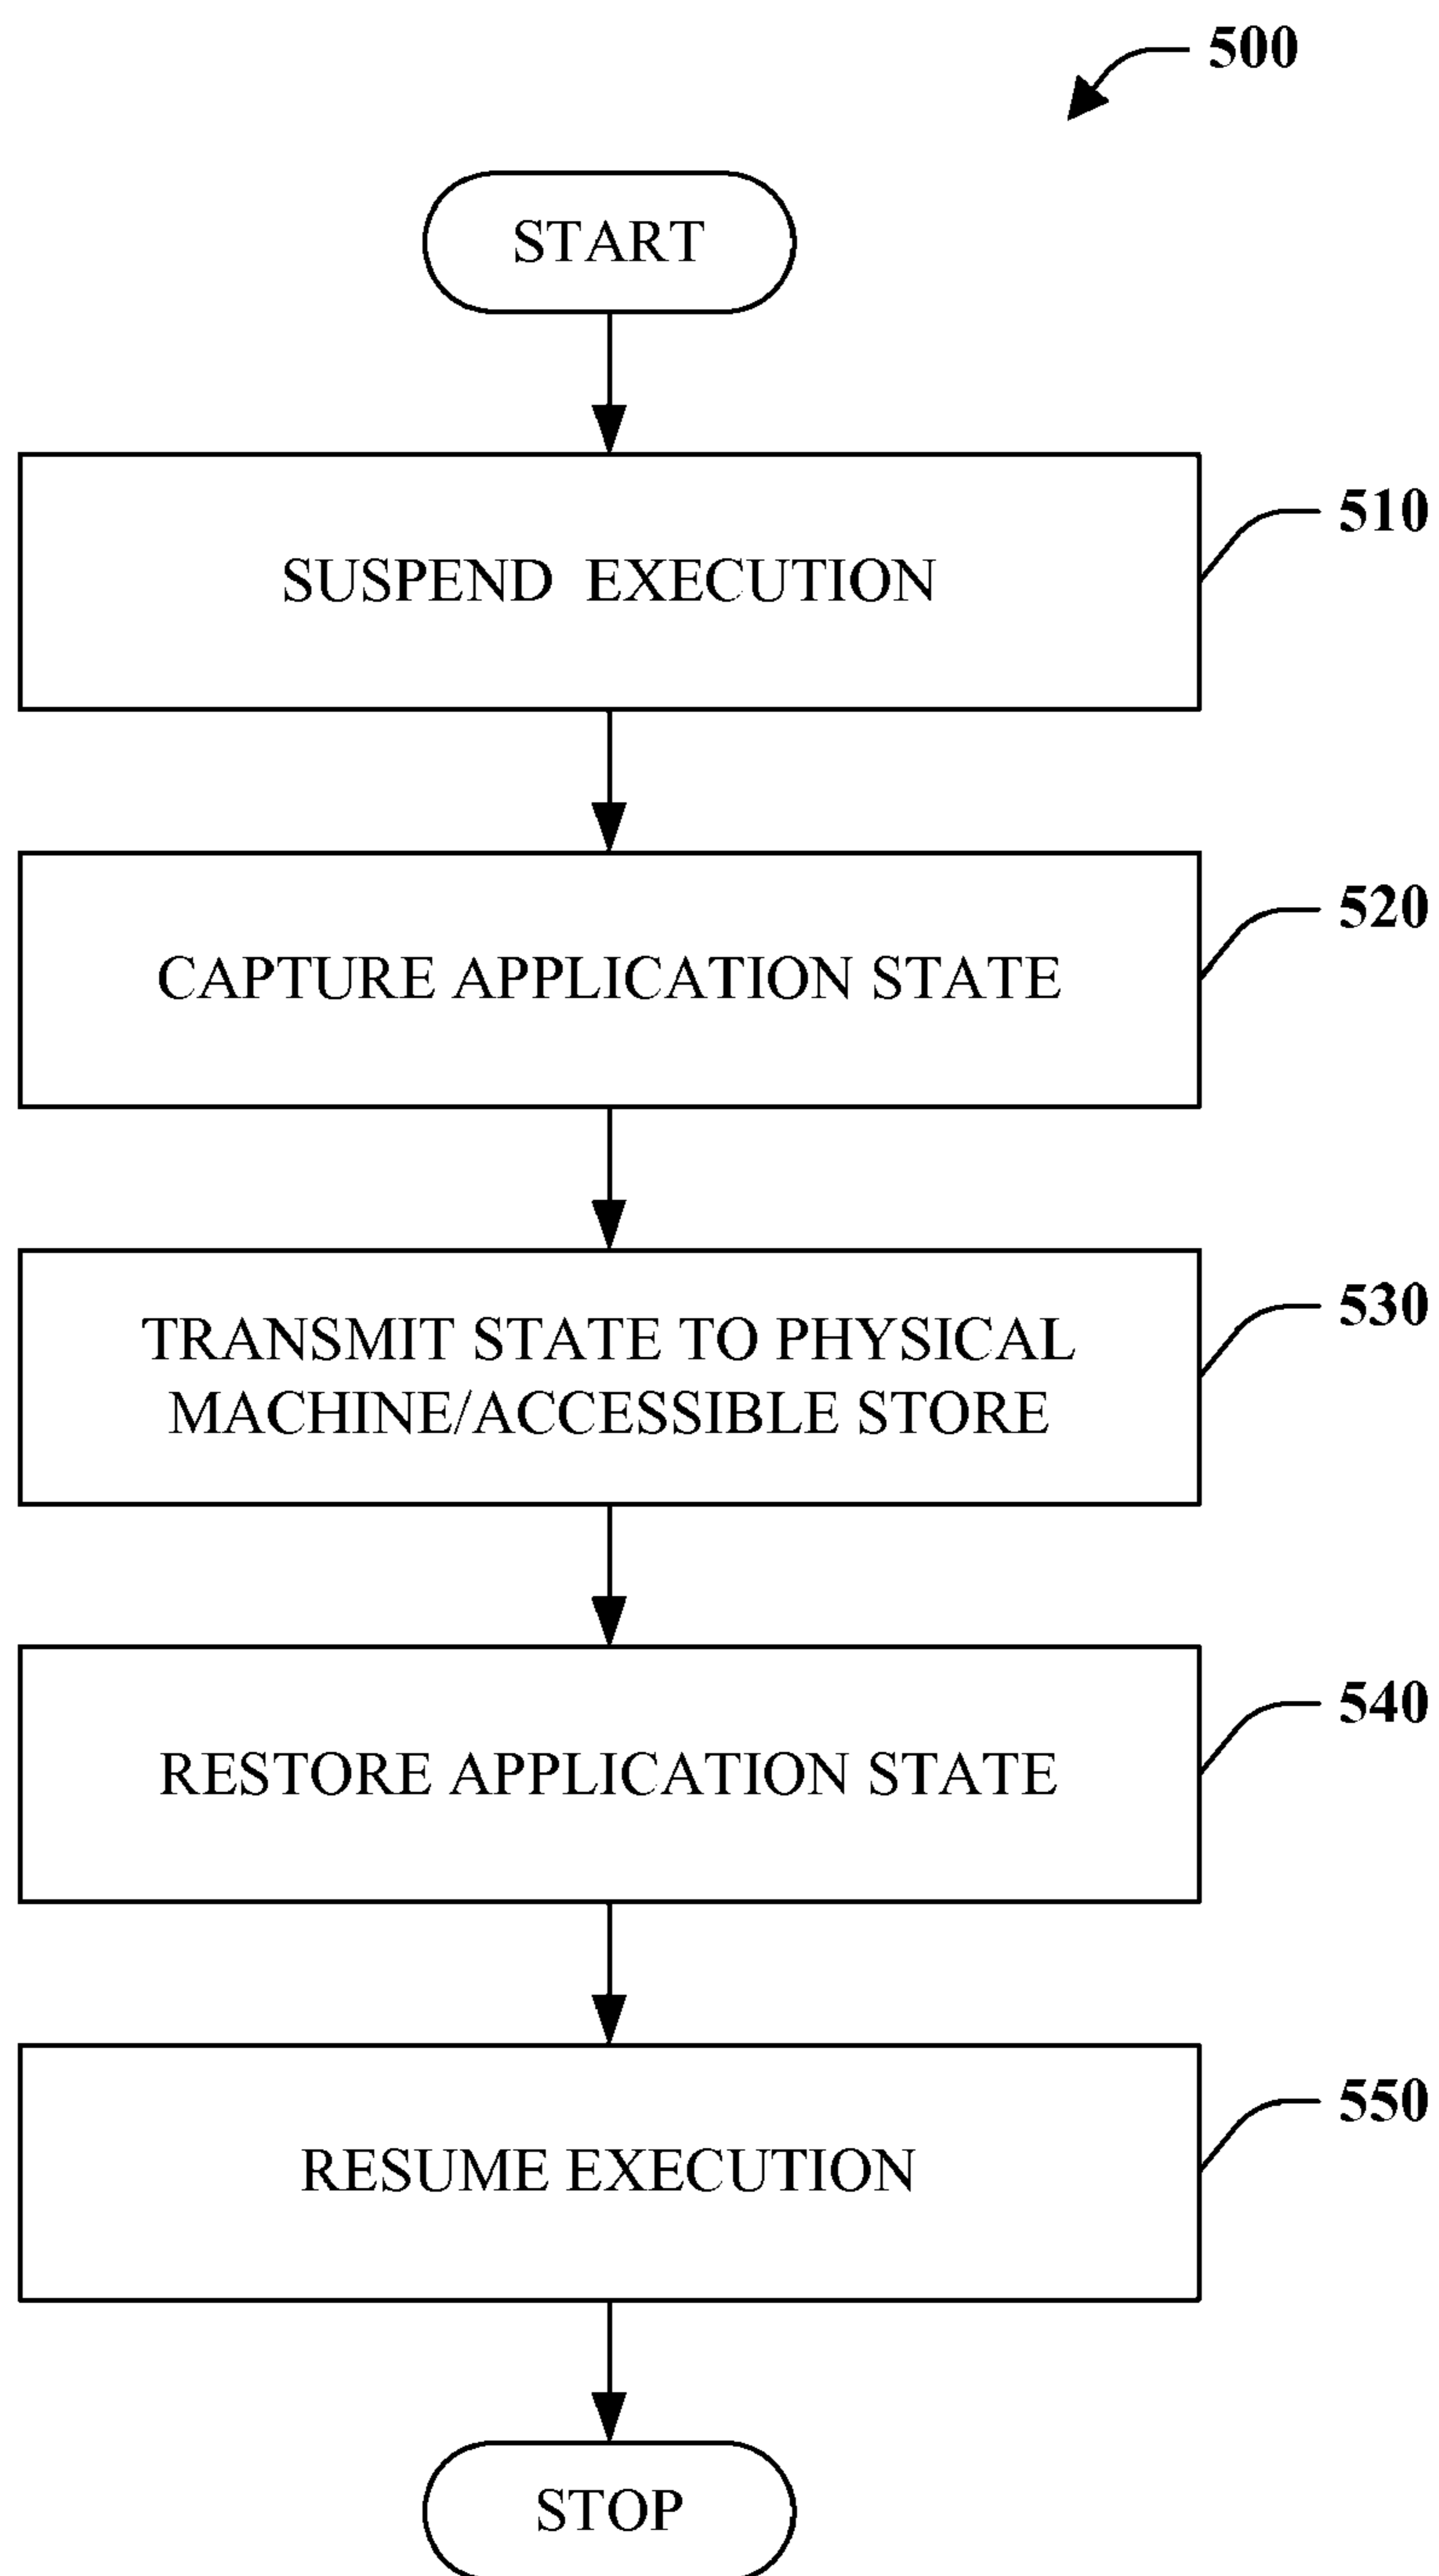 500
START
SUSPEND EXECUTION
510
CAPTURE APPLICATION STATE
520
TRANSMIT STATE TO PHYSICAL
MACHINE/ACCESSIBLE STORE
530
RESTORE APPLICATION STATE
540
RESUME EXECUTION
550
STOP